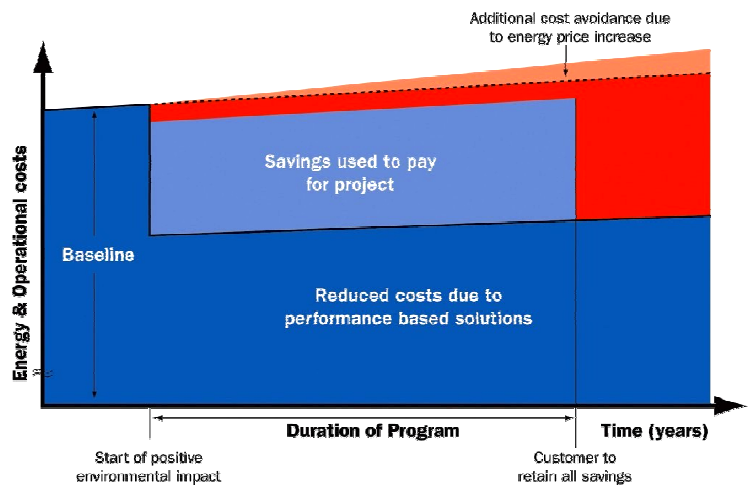 Additional cost avoidance due
to energy price increase
Energy & Operational costs
Savings used to pay
for project
Baseline
Reduced costs due to
performance based solutions
Duration of Program
Time (years)
Start of positive
environmental impact
Customer to
retain all savings